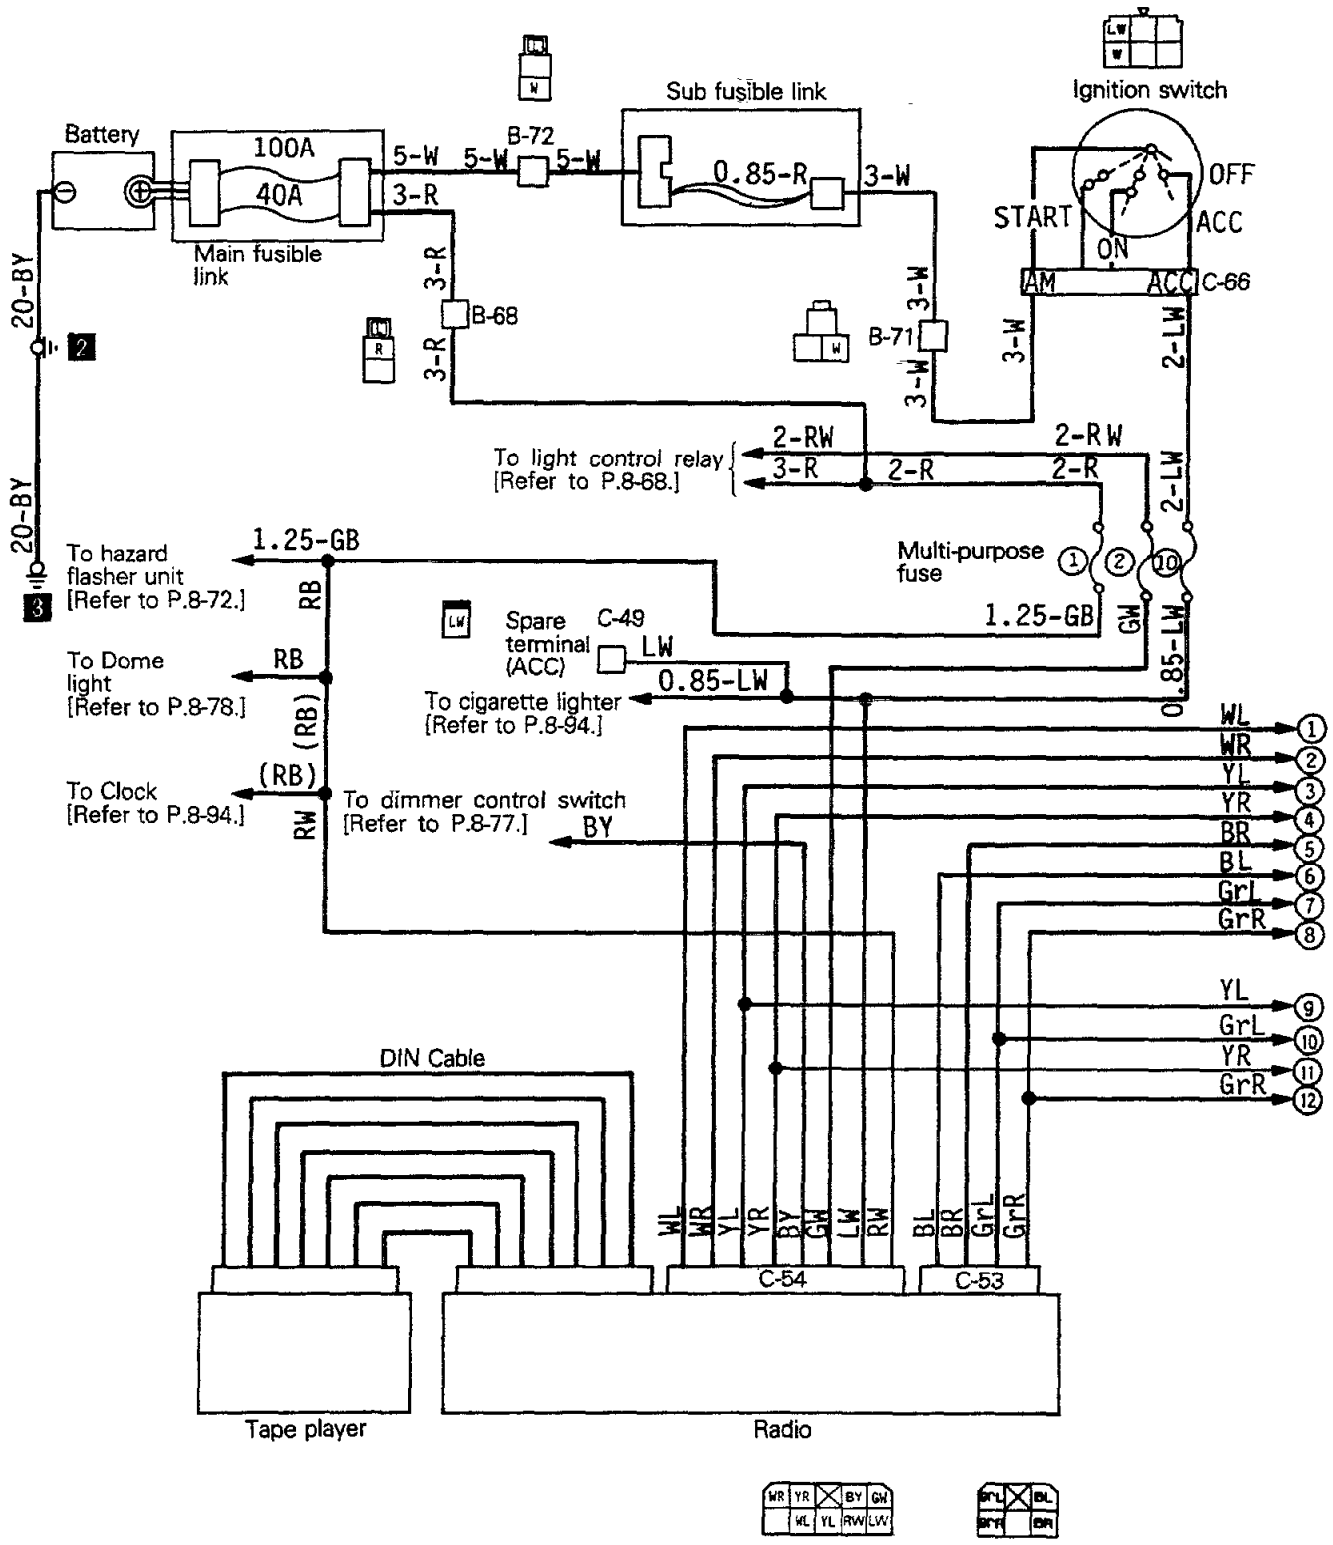 LW
W
Ignition switch
L
W
Sub fusible link
Battery
B-72
100A
5-W
5-W
5-W
0.85-R
3-W
OFF
40A
3-R
START
ACC
ON
Main fusible
link
AM
ACC
C-66
20-BY
3-R
B-68
3-W
B-71
3-W
2-LW
2
L
R
3-R
W
3-W
2-RW
2-RW
To light control relay
[Refer to P.8-68.]
3-R
2-R
2-R
2-LW
20-BY
1.25-GB
To hazard
flasher unit
[Refer to P.8-72.]
3
RB
Multi-purpose
fuse
1
2
10
LW
Spare
terminal
(ACC)
C-49
LW
1.25-GB
GW
0.85-LW
To Dome
light
[Refer to P.8-78.]
RB
0.85-LW
To cigarette lighter
[Refer to P.8-94.]
(RB)
WL
1
WR
2
YL
3
To Clock
[Refer to P.8-94.]
(RB)
RW
To dimmer control switch
[Refer to P.8-77.]
BY
YR
4
BR
5
BL
6
GrL
7
GrR
8
YL
9
GrL
10
YR
11
GrR
12
DIN Cable
WL
WR
YL
YR
BY
GW
LW
RW
BL
BR
GrL
GrR
C-54
C-53
Tape player
Radio
WR YR BY GW
WL YL RW LW
GrL BL
GrR BR